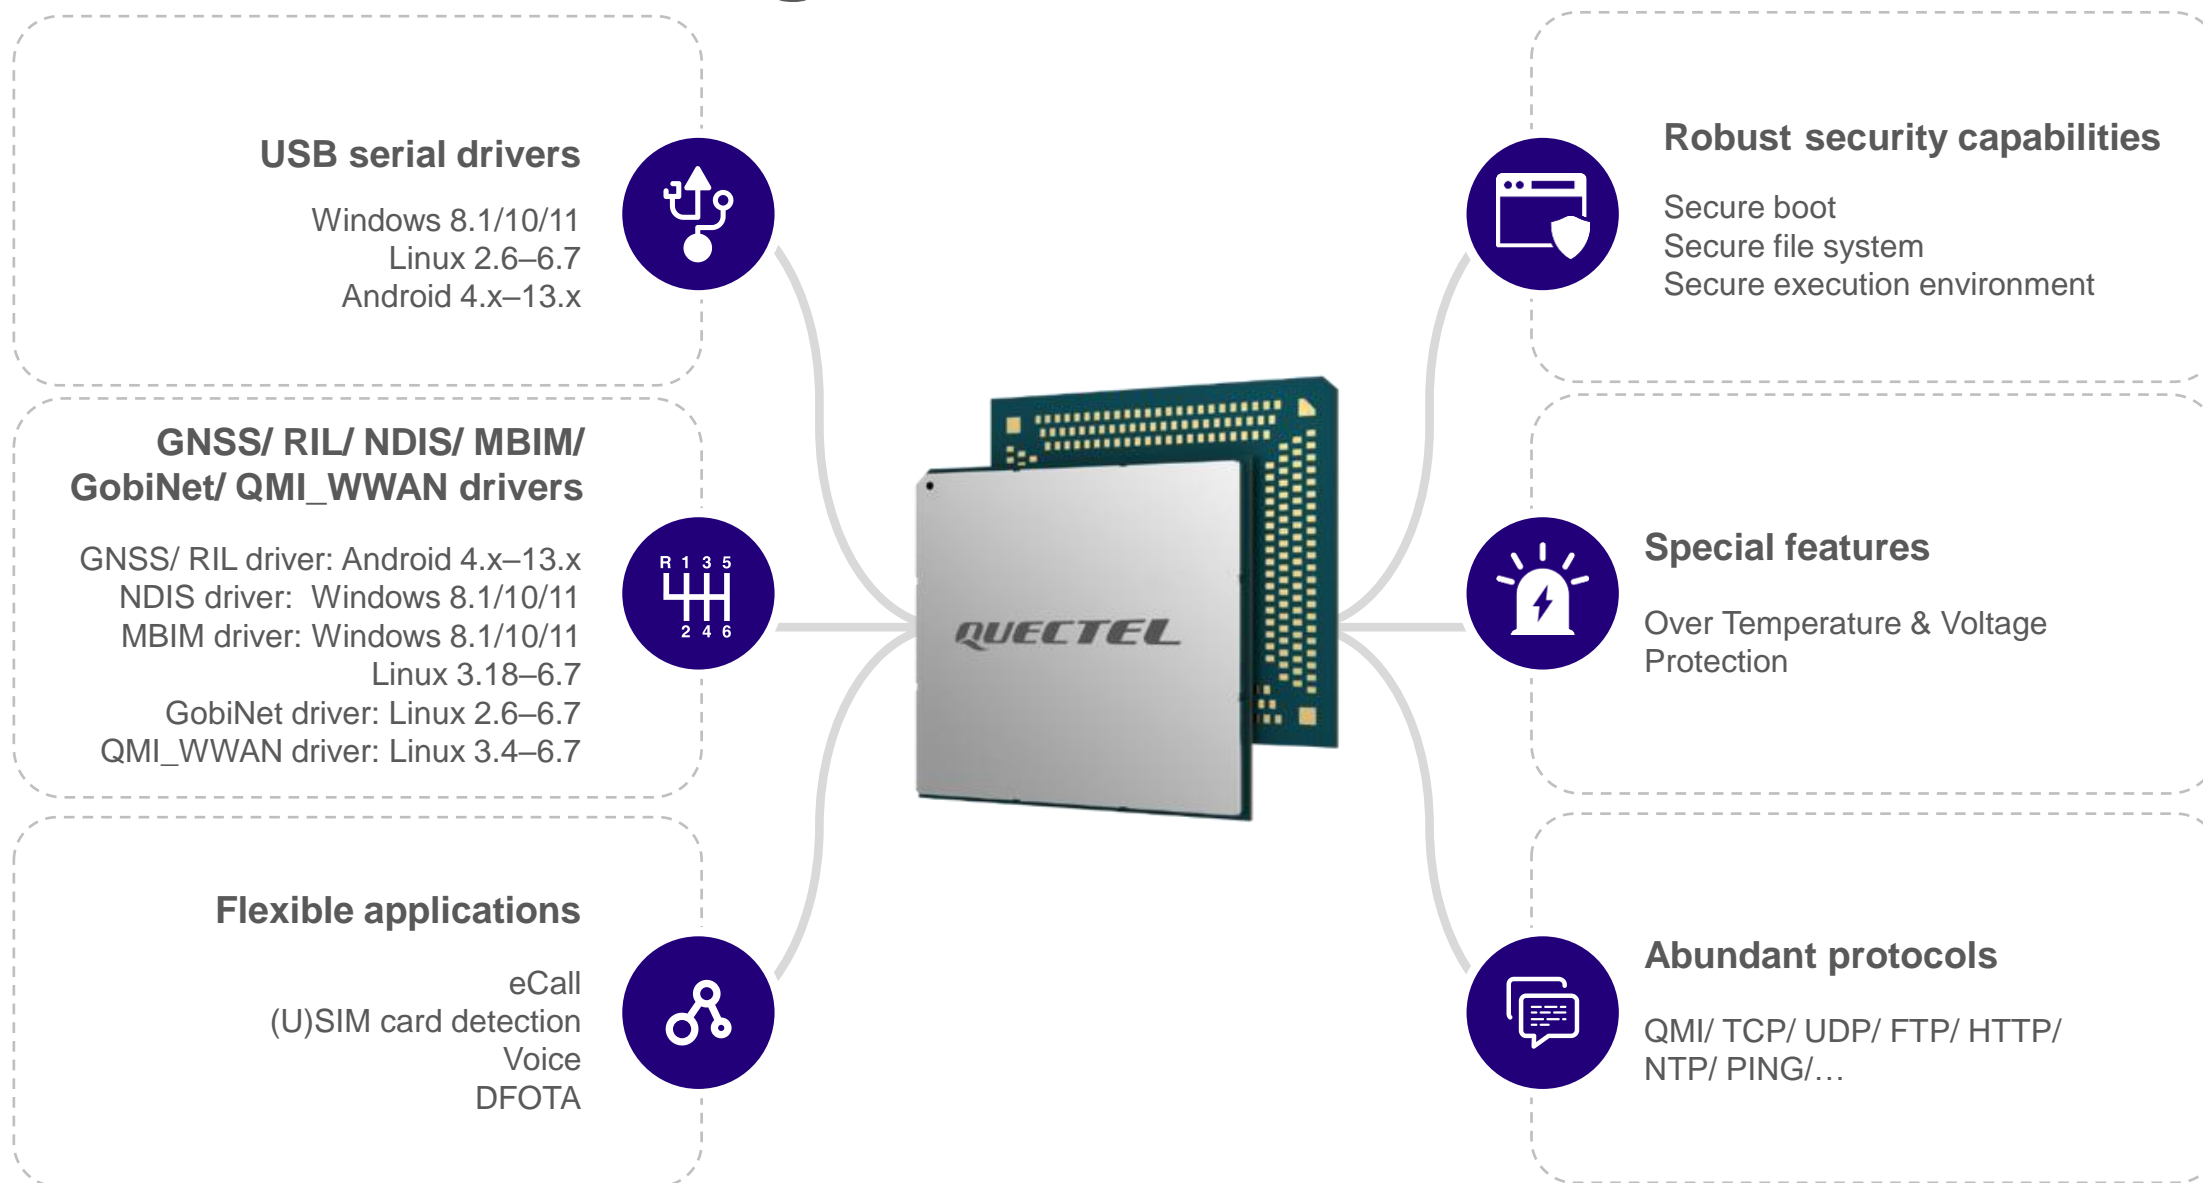 USB serial drivers
Windows 8.1/10/11
Linux 2.6–6.7
Android 4.x–13.x
GNSS/ RIL/ NDIS/ MBIM/
GobiNet/ QMI_WWAN drivers
GNSS/ RIL driver: Android 4.x–13.x
NDIS driver:  Windows 8.1/10/11
MBIM driver: Windows 8.1/10/11
Linux 3.18–6.7
GobiNet driver: Linux 2.6–6.7
QMI_WWAN driver: Linux 3.4–6.7
R 1 3 5
2 4 6
Flexible applications
eCall
(U)SIM card detection
Voice
DFOTA
QUECTEL
Robust security capabilities
Secure boot
Secure file system
Secure execution environment
Special features
Over Temperature & Voltage
Protection
Abundant protocols
QMI/ TCP/ UDP/ FTP/ HTTP/
NTP/ PING/…